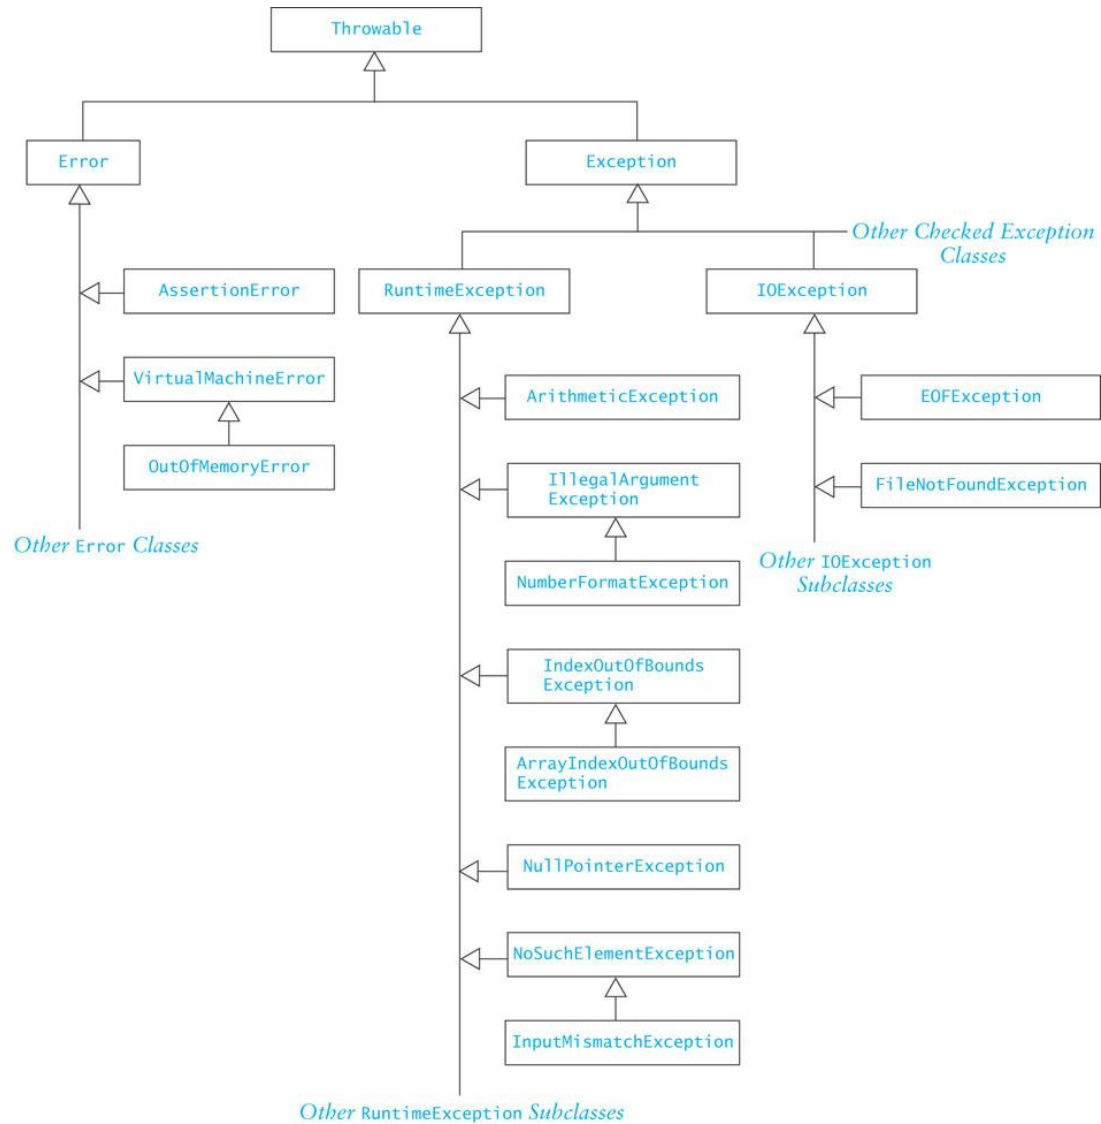 Throwable
Error
Exception
Other Checked Exception
Classes
AssertionError
RuntimeException
IOException
VirtualMachineError
ArithmeticException
EOFException
OutOfMemoryError
IllegalArgument
Exception
FileNotFoundException
Other Error Classes
Other IOException
Subclasses
NumberFormatException
IndexOutOfBounds
Exception
ArrayIndexOutOfBounds
Exception
NullPointerException
NoSuchElementException
InputMismatchException
Other RuntimeException Subclasses